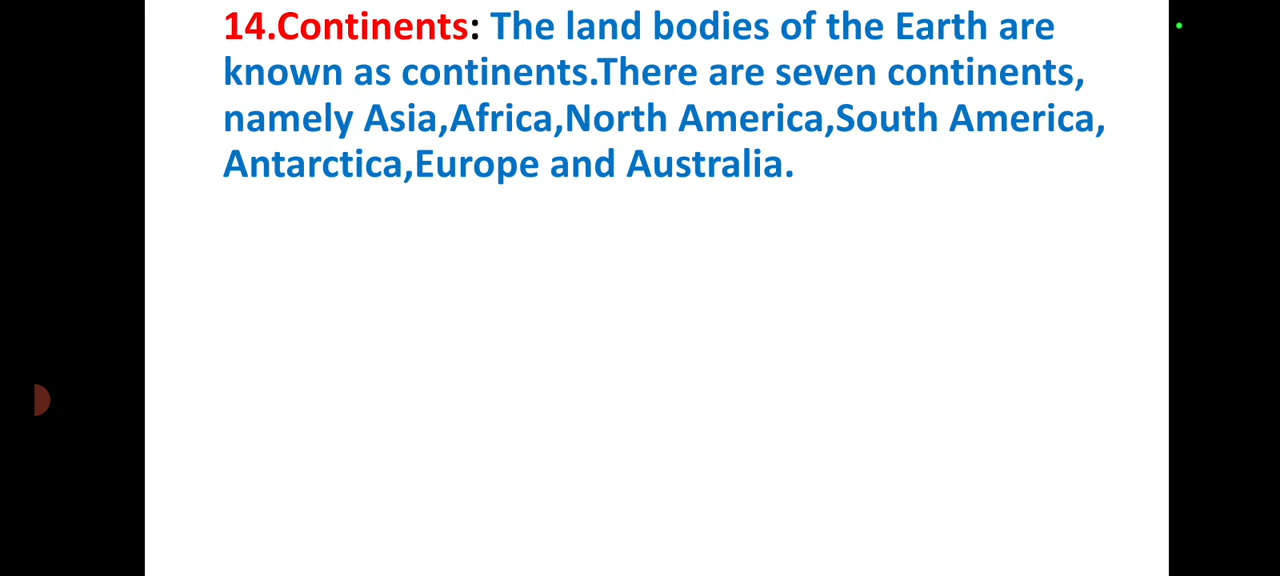 14.Continents: The land bodies of the Earth are
known as continents.There are seven continents,
namely Asia,Africa,North America,South America,
Antarctica,Europe and Australia.